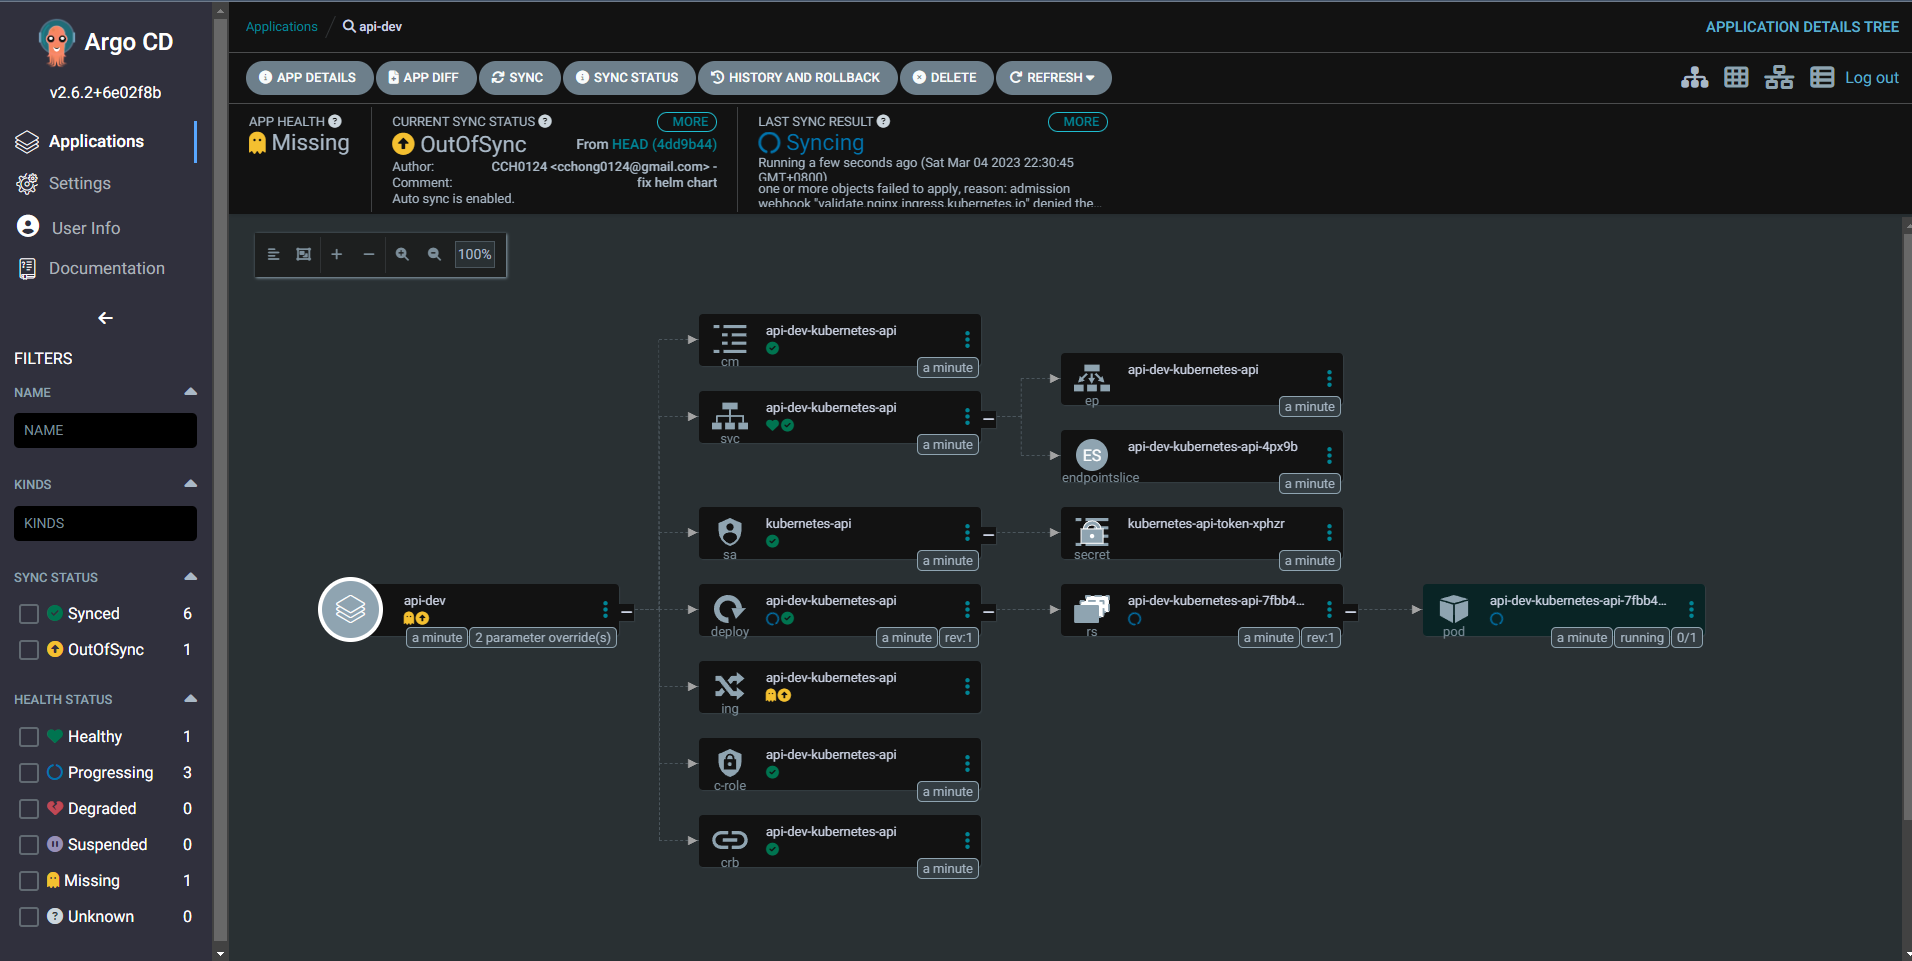 Argo CD
v2.6.2+6e02f8b
Applications
Settings
User Info
Documentation
FILTERS
NAME
NAME
KINDS
KINDS
SYNC STATUS
Synced 6
OutOfSync 1
HEALTH STATUS
Healthy 1
Progressing 3
Degraded 0
Suspended 0
Missing 1
Unknown 0
Applications / api-dev
APPLICATION DETAILS TREE
APP DETAILS APP DIFF SYNC SYNC STATUS HISTORY AND ROLLBACK DELETE REFRESH
Log out
APP HEALTH
Missing
CURRENT SYNC STATUS MORE
OutOfSync From HEAD (4dd9b44)
Author: CCH0124 <cchong0124@gmail.com> -
Comment: fix helm chart
Auto sync is enabled.
LAST SYNC RESULT MORE
Syncing
Running a few seconds ago (Sat Mar 04 2023 22:30:45
GMT+0800)
one or more objects failed to apply, reason: admission
webhook "validate.nginx.ingress.kubernetes.io" denied the...
100%
api-dev
a minute 2 parameter override(s)
api-dev-kubernetes-api
cm
a minute
api-dev-kubernetes-api
svc
a minute
api-dev-kubernetes-api
ep
a minute
ES
api-dev-kubernetes-api-4px9b
endpointslice
a minute
kubernetes-api
sa
a minute
kubernetes-api-token-xphzr
secret
a minute
api-dev-kubernetes-api
deploy
a minute rev:1
api-dev-kubernetes-api-7fbb4...
rs
a minute rev:1
api-dev-kubernetes-api-7fbb4...
pod
a minute running 0/1
api-dev-kubernetes-api
ing
api-dev-kubernetes-api
c-role
a minute
api-dev-kubernetes-api
crb
a minute